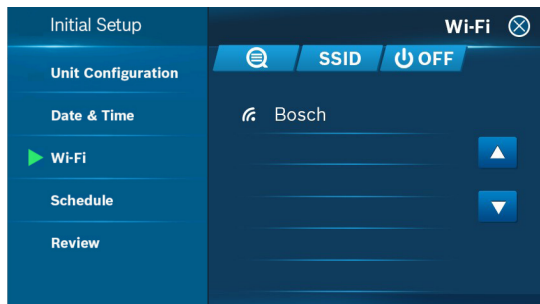 Initial Setup
Wi-Fi
SSID
OFF
Unit Configuration
Date & Time
Bosch
Wi-Fi
Schedule
Review